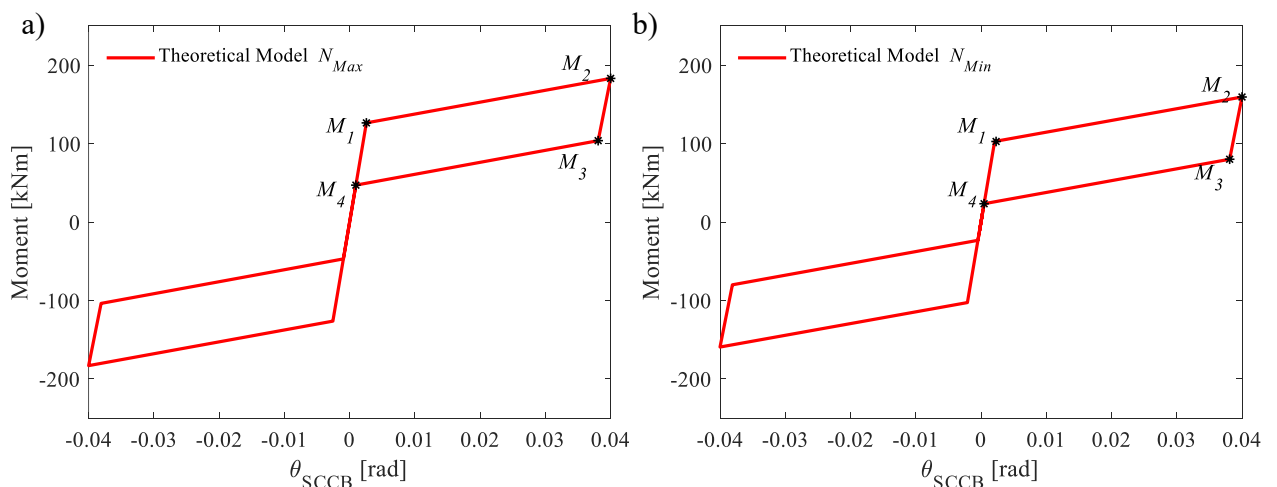 a)
Theoretical Model N_Max
200
100
0
-100
-200
Moment [kNm]
M_1
M_2
M_3
M_4
-0.04 -0.03 -0.02 -0.01 0 0.01 0.02 0.03 0.04
θ_SCCB [rad]
b)
Theoretical Model N_Min
200
100
0
-100
-200
Moment [kNm]
M_1
M_2
M_3
M_4
-0.04 -0.03 -0.02 -0.01 0 0.01 0.02 0.03 0.04
θ_SCCB [rad]